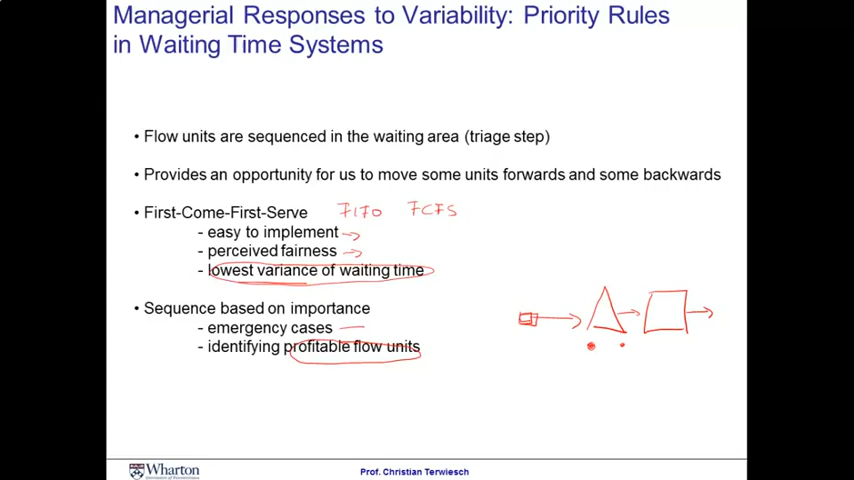 Managerial Responses to Variability: Priority Rules
in Waiting Time Systems
• Flow units are sequenced in the waiting area (triage step)
• Provides an opportunity for us to move some units forwards and some backwards
• First-Come-First-Serve FIFO FCFS
- easy to implement
- perceived fairness
- lowest variance of waiting time
• Sequence based on importance
- emergency cases
- identifying profitable flow units
Wharton
Prof. Christian Terwiesch